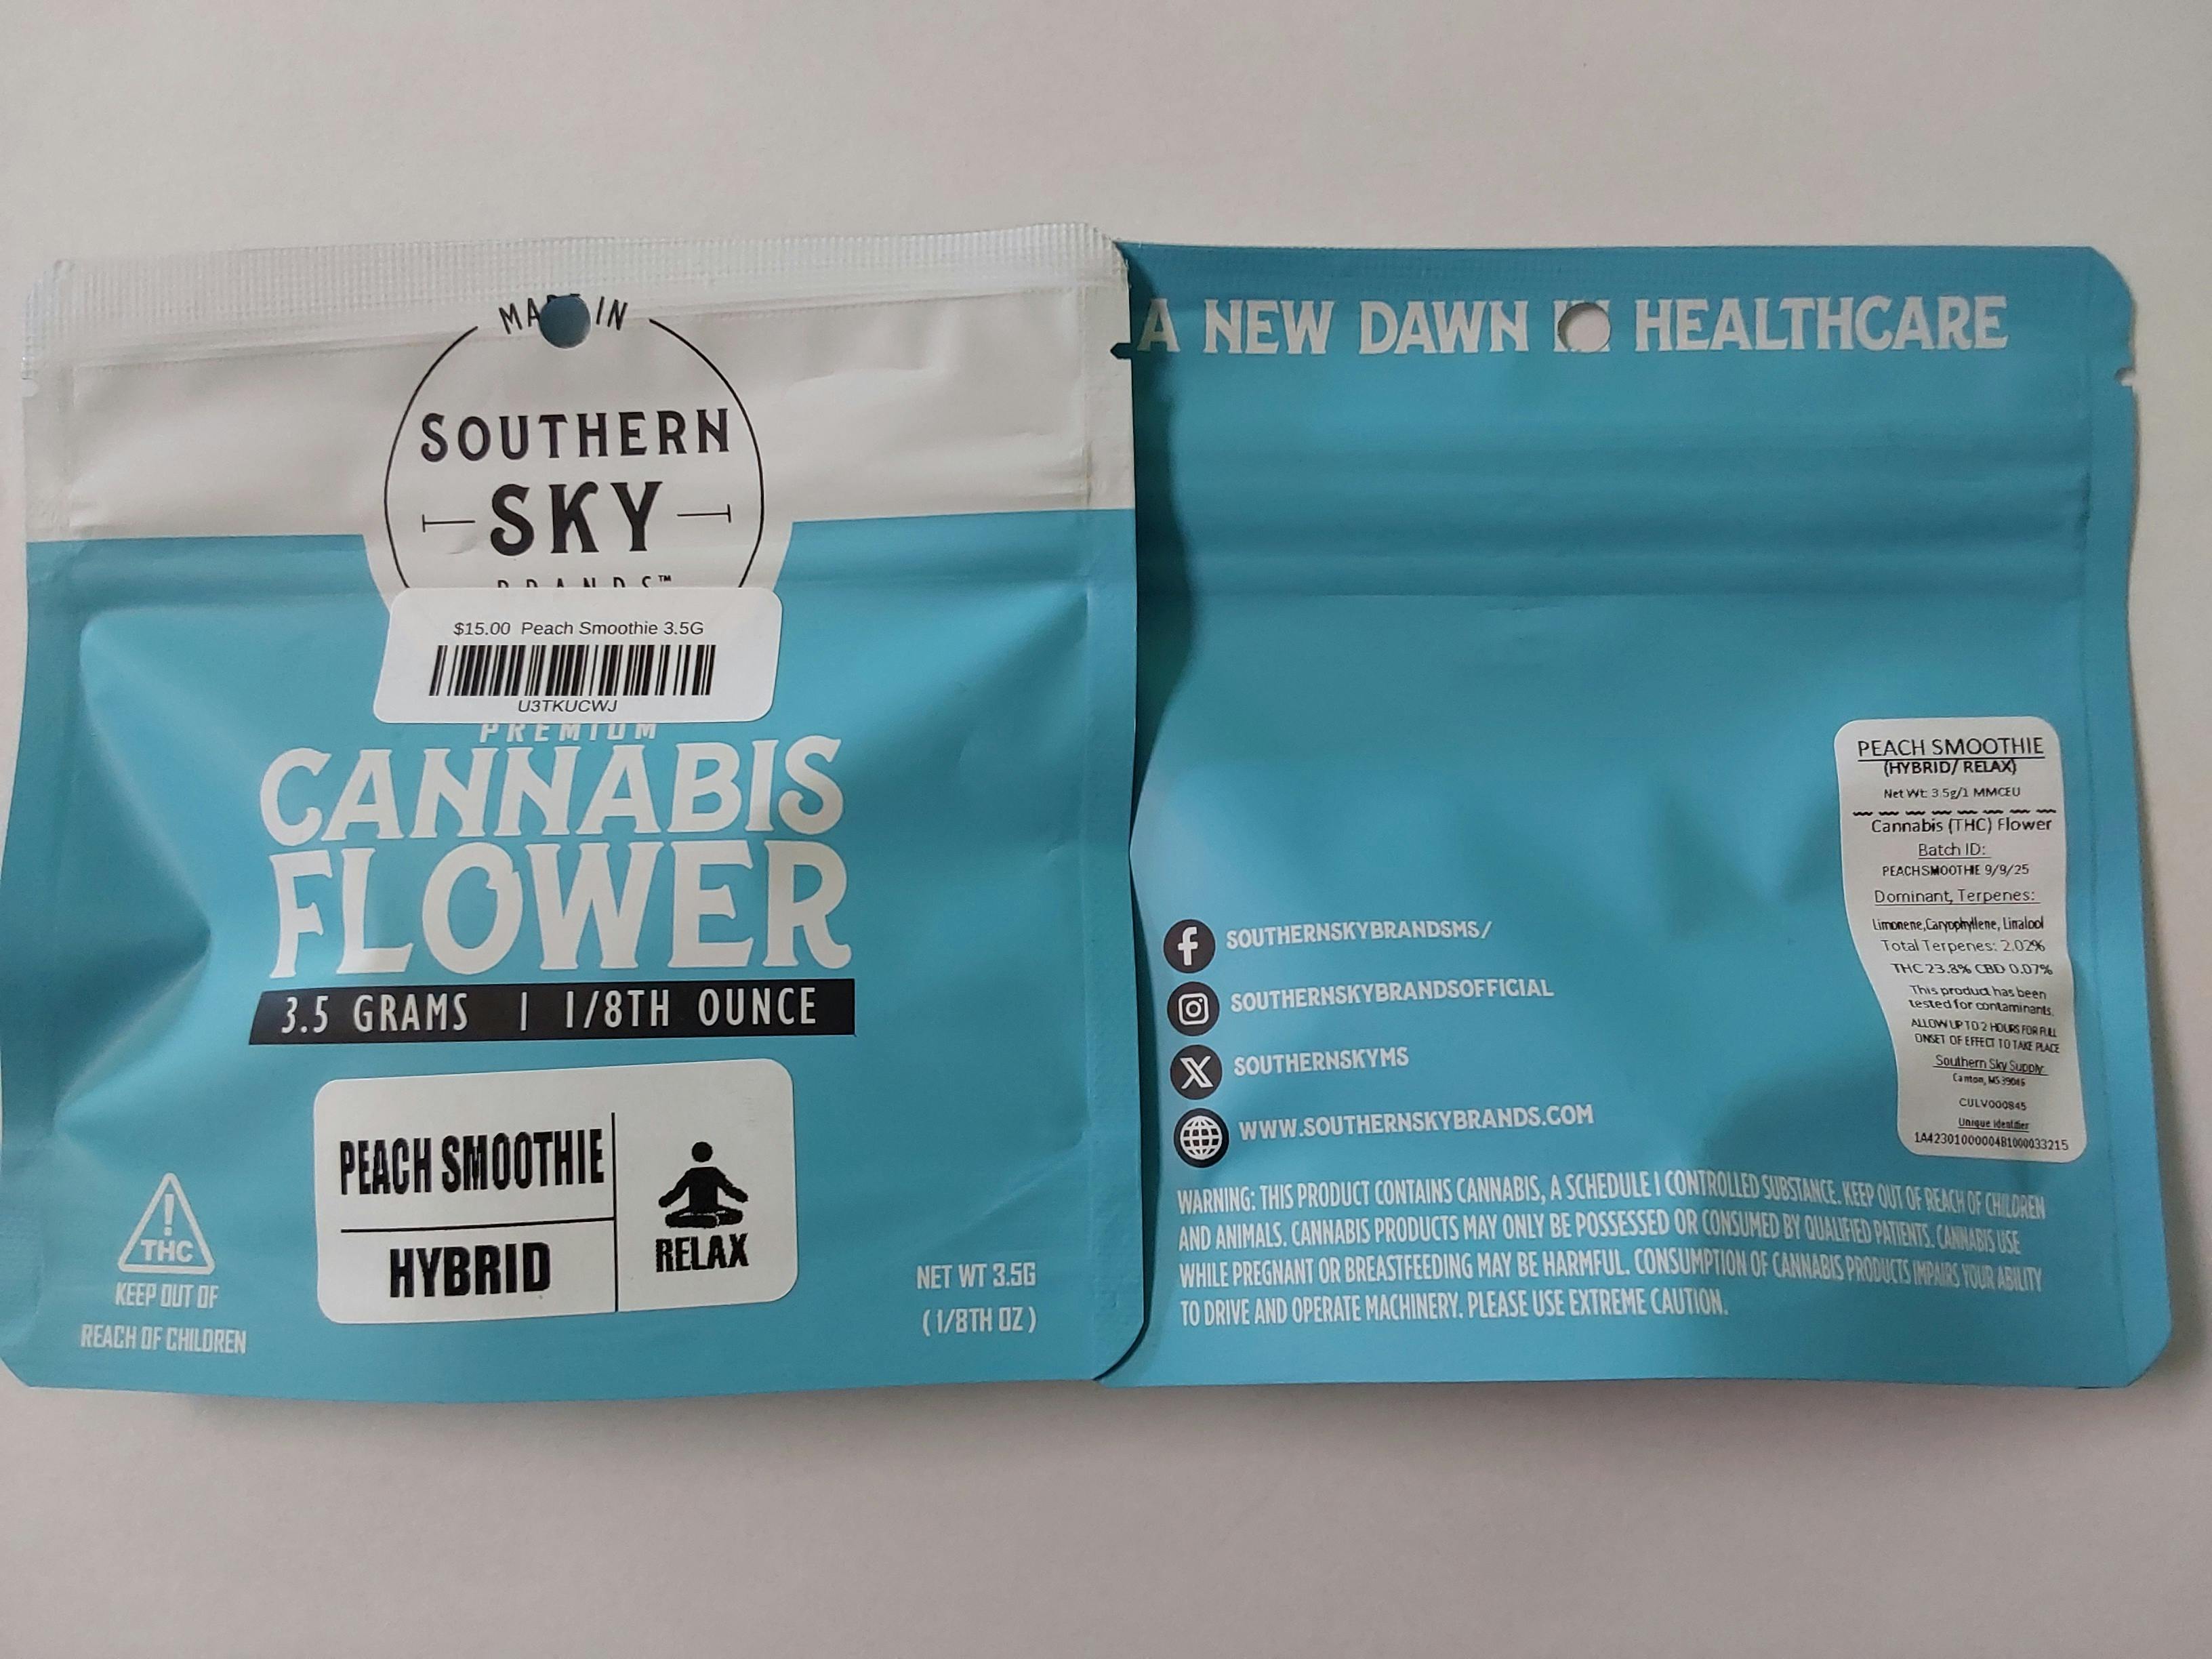 MA IN
SOUTHERN
SKY
BRANDS™
$15.00 Peach Smoothie 3.5G
U3TKUCWJ
PREMIUM
CANNABIS
FLOWER
3.5 GRAMS | 1/8TH OUNCE
PEACH SMOOTHIE
HYBRID
RELAX
THC
KEEP OUT OF
REACH OF CHILDREN
NET WT 3.5G
(1/8TH OZ)
A NEW DAWN IN HEALTHCARE
SOUTHERNSKYBRANDSMS/
SOUTHERNSKYBRANDSOFFICIAL
SOUTHERNSKYMS
WWW.SOUTHERNSKYBRANDS.COM
PEACH SMOOTHIE
(HYBRID/ RELAX)
Net Wt: 3.5g/1 MMCEU
Cannabis (THC) Flower
Batch ID:
PEACHSMOOTHIE 9/9/25
Dominant, Terpenes:
Limonene,Caryophyllene, Linalool
Total Terpenes: 2.02%
THC 23.8% CBD 0.07%
This product has been
tested for contaminants.
ALLOW UP TO 2 HOURS FOR FULL
ONSET OF EFFECT TO TAKE PLACE
Southern Sky Supply
Canton, MS 39046
CULV000845
Unique Identifier
1A42301000004B1000033215
WARNING: THIS PRODUCT CONTAINS CANNABIS, A SCHEDULE I CONTROLLED SUBSTANCE. KEEP OUT OF REACH OF CHILDREN
AND ANIMALS. CANNABIS PRODUCTS MAY ONLY BE POSSESSED OR CONSUMED BY QUALIFIED PATIENTS. CANNABIS USE
WHILE PREGNANT OR BREASTFEEDING MAY BE HARMFUL. CONSUMPTION OF CANNABIS PRODUCTS IMPAIRS YOUR ABILITY
TO DRIVE AND OPERATE MACHINERY. PLEASE USE EXTREME CAUTION.